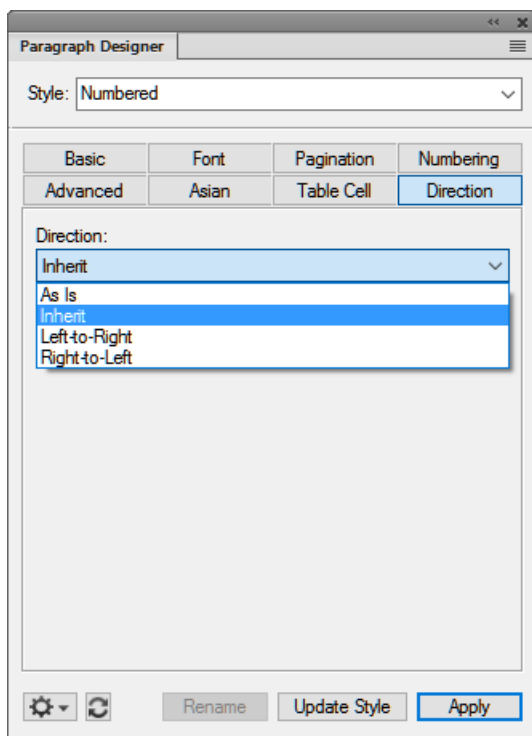 Paragraph Designer
Style: Numbered
Basic Font Pagination Numbering
Advanced Asian Table Cell Direction
Direction:
Inherit
As Is
Inherit
Left-to-Right
Right-to-Left
Rename Update Style Apply